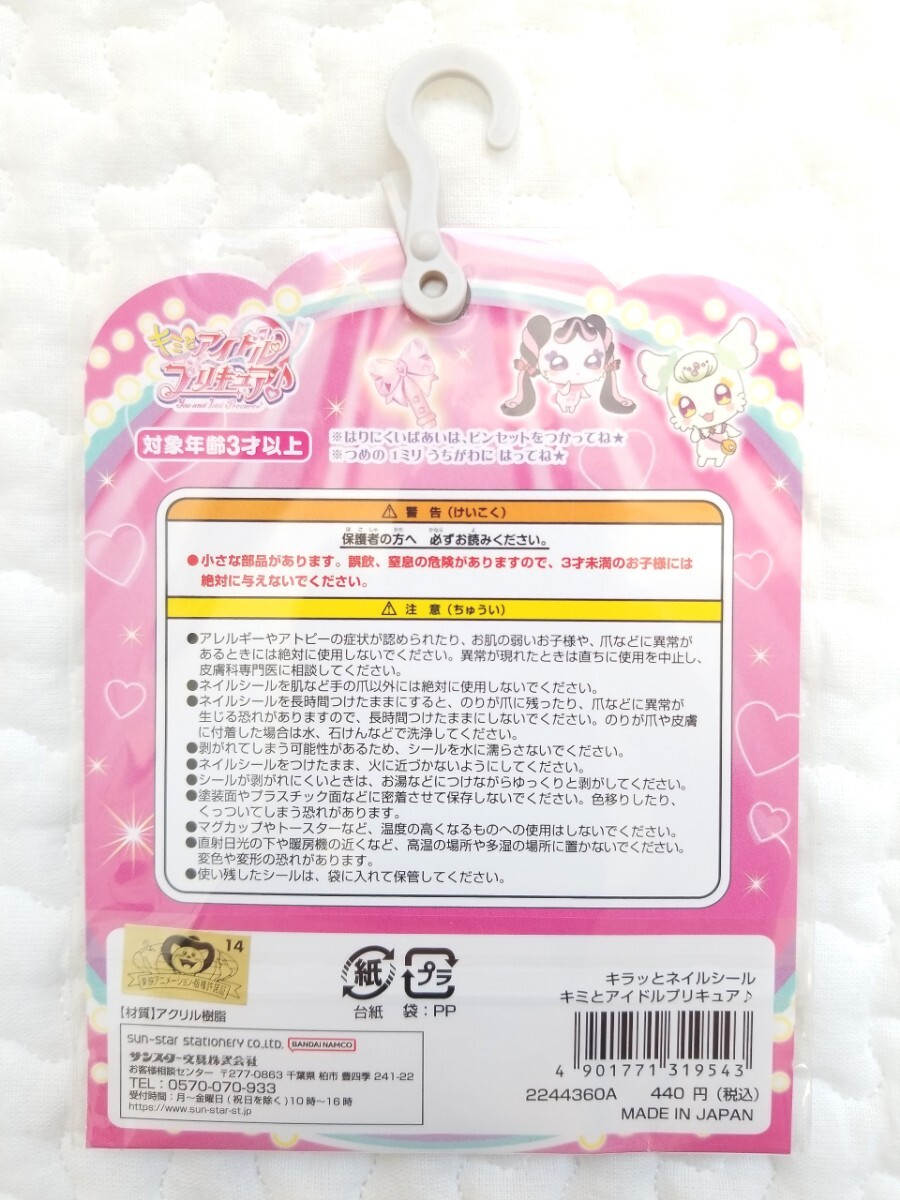 キミとアイドル
プリキュア♪
You and Idol Precure♪
対象年齢3才以上
※はりにくいばあいは、ピンセットをつかってね★
※つめの1ミリ うちがわに はってね★
⚠ 警 告（けいこく）
保護者の方へ 必ずお読みください。
●小さな部品があります。誤飲、窒息の危険がありますので、3才未満のお子様には
絶対に与えないでください。
⚠ 注 意（ちゅうい）
●アレルギーやアトピーの症状が認められたり、お肌の弱いお子様や、爪などに異常が
あるときには絶対に使用しないでください。異常が現れたときは直ちに使用を中止し、
皮膚科専門医に相談してください。
●ネイルシールを肌など手の爪以外には絶対に使用しないでください。
●ネイルシールを長時間つけたままにすると、のりが爪に残ったり、爪などに異常が
生じる恐れがありますので、長時間つけたままにしないでください。のりが爪や皮膚
に付着した場合は水、石けんなどで洗浄してください。
●剥がれてしまう可能性があるため、シールを水に濡らさないでください。
●ネイルシールをつけたまま、火に近づかないようにしてください。
●シールが剥がれにくいときは、お湯などにつけながらゆっくりと剥がしてください。
●塗装面やプラスチック面などに密着させて保存しないでください。色移りしたり、
くっついてしまう恐れがあります。
●マグカップやトースターなど、温度の高くなるものへの使用はしないでください。
●直射日光の下や暖房機の近くなど、高温の場所や多湿の場所に置かないでください。
変色や変形の恐れがあります。
●使い残したシールは、袋に入れて保管してください。
14
東映アニメーション・版権許諾証
紙
プラ
台紙 袋：PP
【材質】アクリル樹脂
sun-star stationery co.,ltd. BANDAI NAMCO
サンスター文具株式会社
お客様相談センター 〒277-0863 千葉県 柏市 豊四季 241-22
TEL：0570-070-933
受付時間：月～金曜日（祝日を除く）10時～16時
https://www.sun-star-st.jp
キラッとネイルシール
キミとアイドルプリキュア♪
4 901771 319543
2244360A 440 円（税込）
MADE IN JAPAN